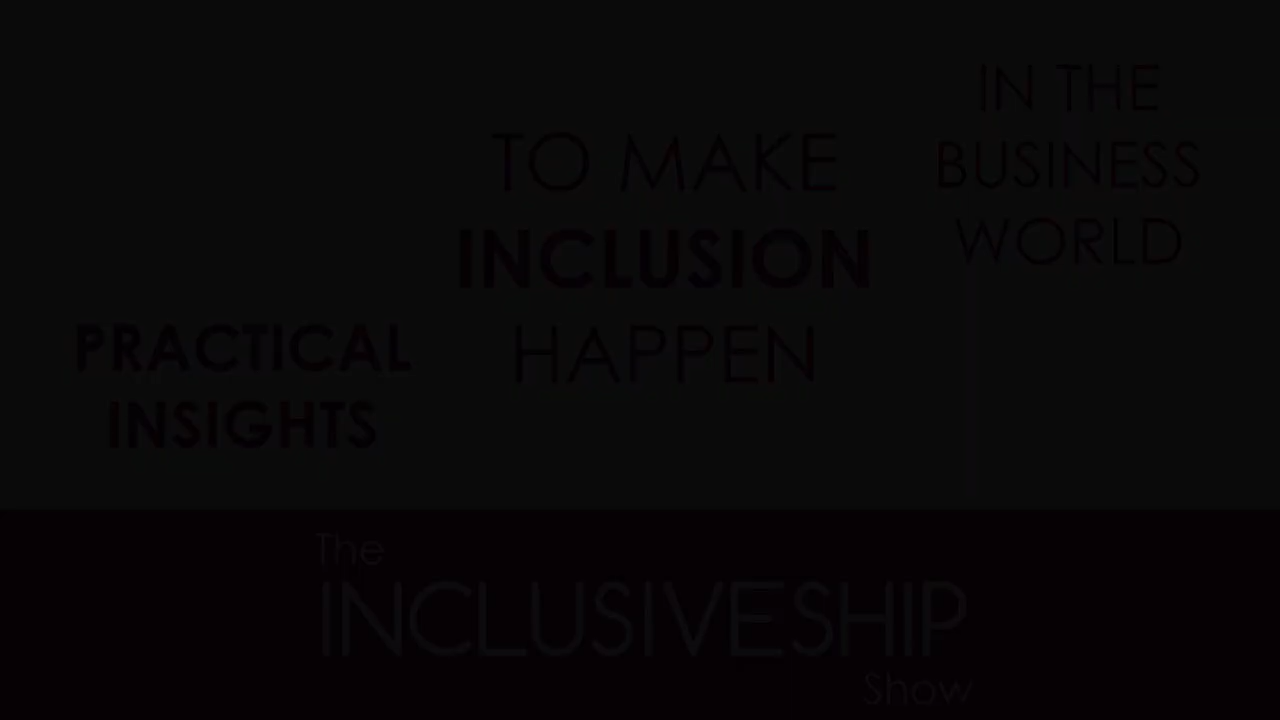 PRACTICAL
INSIGHTS
TO MAKE
INCLUSION
HAPPEN
IN THE
BUSINESS
WORLD
The
INCLUSIVESHIP
Show